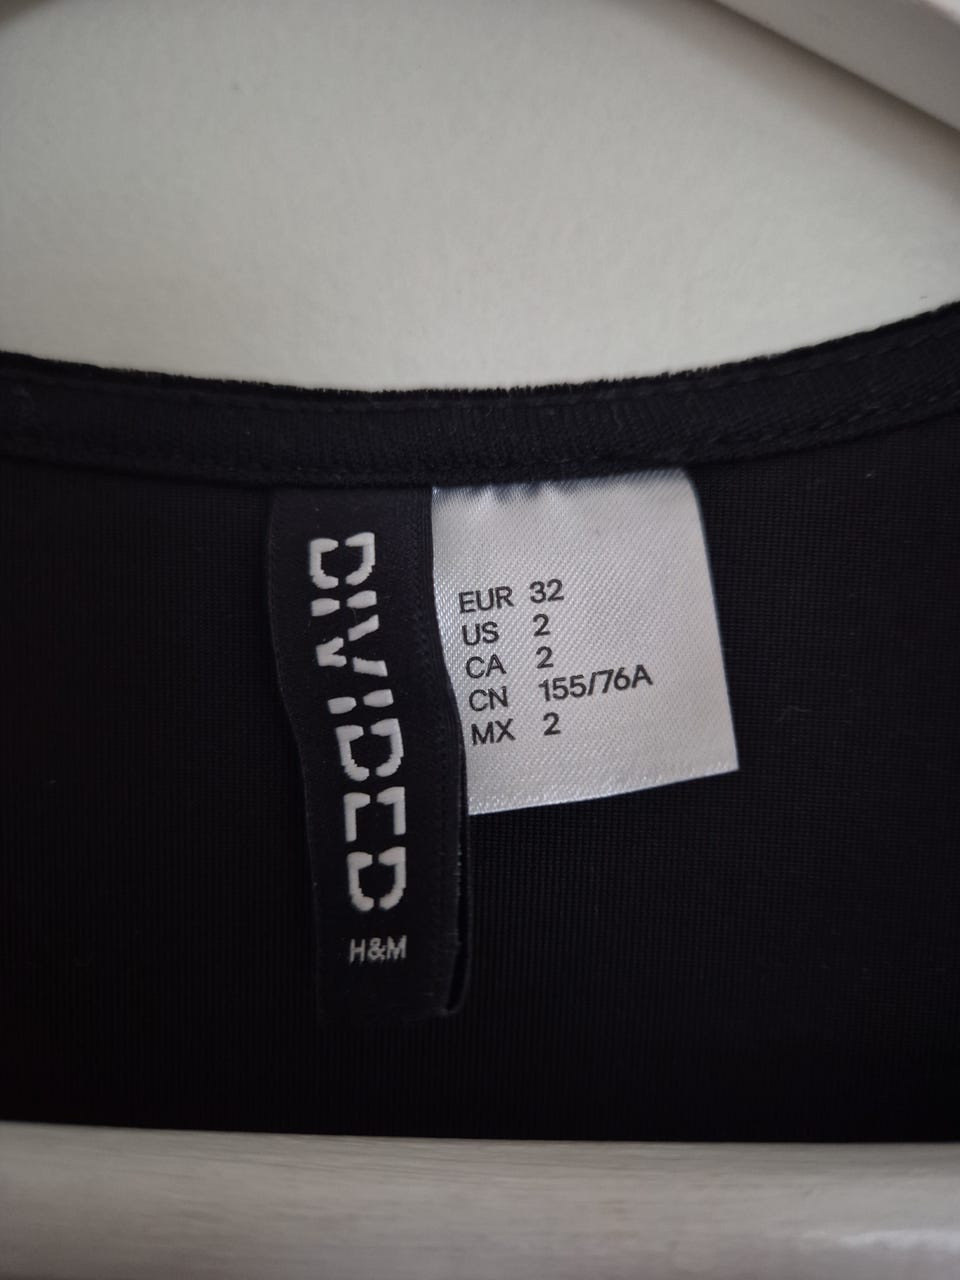 DIVIDED
H&M
EUR 32
US 2
CA 2
CN 155/76A
MX 2